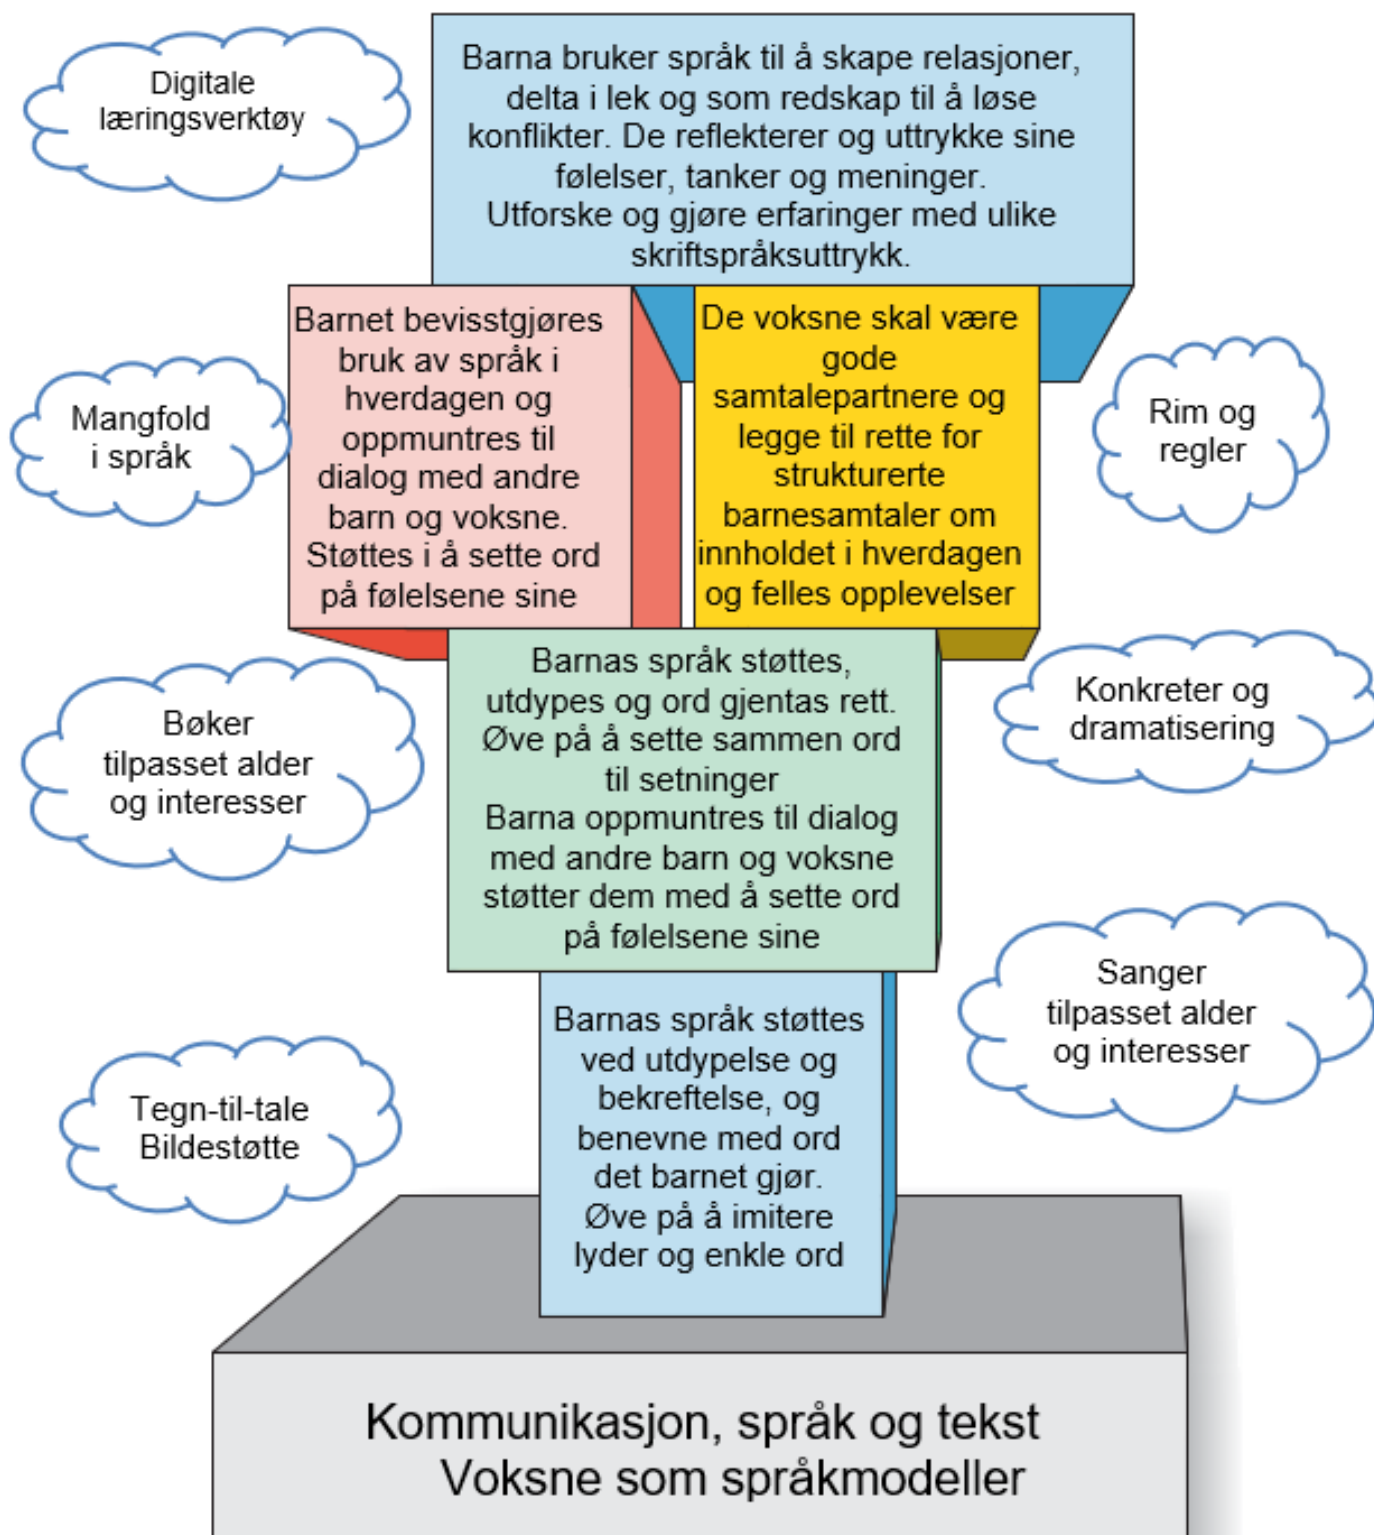 Digitale
læringsverktøy
Barna bruker språk til å skape relasjoner,
delta i lek og som redskap til å løse
konflikter. De reflekterer og uttrykke sine
følelser, tanker og meninger.
Utforske og gjøre erfaringer med ulike
skriftspråksuttrykk.
Mangfold
i språk
Barnet bevisstgjøres
bruk av språk i
hverdagen og
oppmuntres til
dialog med andre
barn og voksne.
Støttes i å sette ord
på følelsene sine
De voksne skal være
gode
samtalepartnere og
legge til rette for
strukturerte
barnesamtaler om
innholdet i hverdagen
og felles opplevelser
Rim og
regler
Bøker
tilpasset alder
og interesser
Barnas språk støttes,
utdypes og ord gjentas rett.
Øve på å sette sammen ord
til setninger
Barna oppmuntres til dialog
med andre barn og voksne
støtter dem med å sette ord
på følelsene sine
Konkreter og
dramatisering
Sanger
tilpasset alder
og interesser
Tegn-til-tale
Bildestøtte
Barnas språk støttes
ved utdypelse og
bekreftelse, og
benevne med ord
det barnet gjør.
Øve på å imitere
lyder og enkle ord
Kommunikasjon, språk og tekst
Voksne som språkmodeller